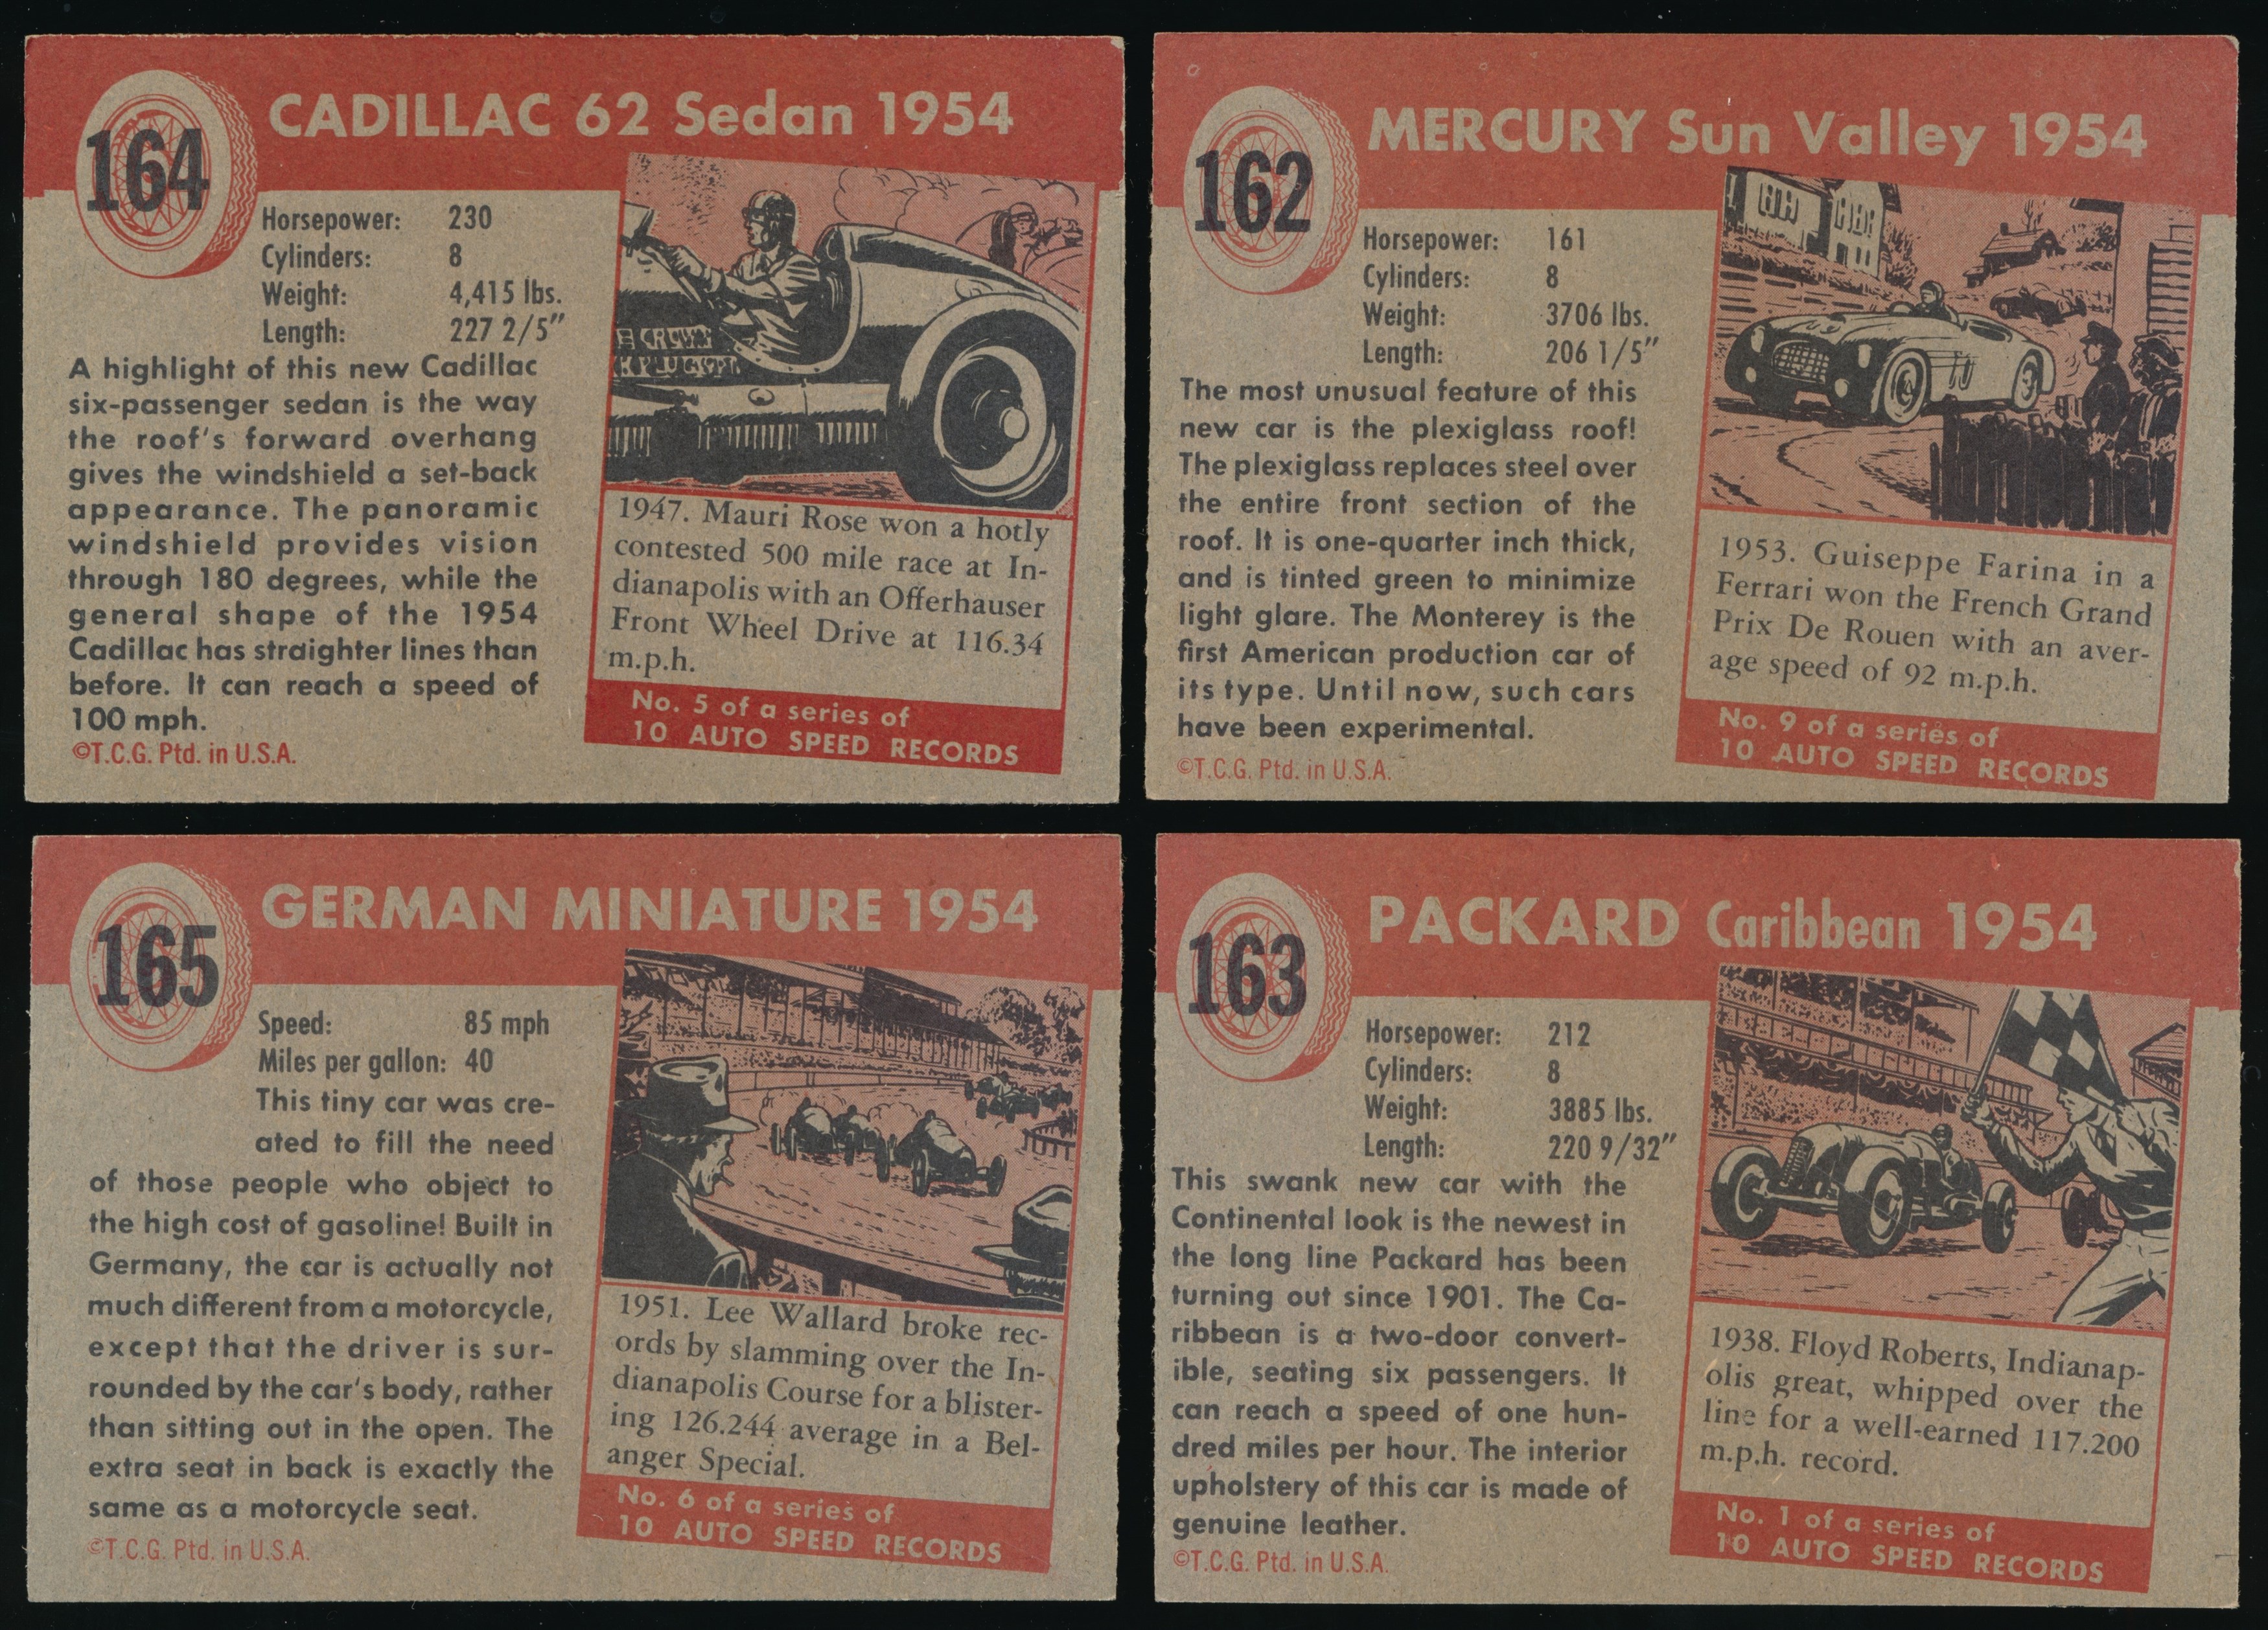 164
CADILLAC 62 Sedan 1954
Horsepower: 230
Cylinders: 8
Weight: 4,415 lbs.
Length: 227 2/5"
A highlight of this new Cadillac
six-passenger sedan is the way
the roof's forward overhang
gives the windshield a set-back
appearance. The panoramic
windshield provides vision
through 180 degrees, while the
general shape of the 1954
Cadillac has straighter lines than
before. It can reach a speed of
100 mph.
©T.C.G. Ptd. in U.S.A.
1947. Mauri Rose won a hotly
contested 500 mile race at In-
dianapolis with an Offerhauser
Front Wheel Drive at 116.34
m.p.h.
No. 5 of a series of
10 AUTO SPEED RECORDS
162
MERCURY Sun Valley 1954
Horsepower: 161
Cylinders: 8
Weight: 3706 lbs.
Length: 206 1/5"
The most unusual feature of this
new car is the plexiglass roof!
The plexiglass replaces steel over
the entire front section of the
roof. It is one-quarter inch thick,
and is tinted green to minimize
light glare. The Monterey is the
first American production car of
its type. Until now, such cars
have been experimental.
©T.C.G. Ptd. in U.S.A.
10
1953. Guiseppe Farina in a
Ferrari won the French Grand
Prix De Rouen with an aver-
age speed of 92 m.p.h.
No. 9 of a series of
10 AUTO SPEED RECORDS
165
GERMAN MINIATURE 1954
Speed: 85 mph
Miles per gallon: 40
This tiny car was cre-
ated to fill the need
of those people who object to
the high cost of gasoline! Built in
Germany, the car is actually not
much different from a motorcycle,
except that the driver is sur-
rounded by the car's body, rather
than sitting out in the open. The
extra seat in back is exactly the
same as a motorcycle seat.
©T.C.G. Ptd. in U.S.A.
1951. Lee Wallard broke rec-
ords by slamming over the In-
dianapolis Course for a blister-
ing 126.244 average in a Bel-
anger Special.
No. 6 of a series of
10 AUTO SPEED RECORDS
163
PACKARD Caribbean 1954
Horsepower: 212
Cylinders: 8
Weight: 3885 lbs.
Length: 220 9/32"
This swank new car with the
Continental look is the newest in
the long line Packard has been
turning out since 1901. The Ca-
ribbean is a two-door convert-
ible, seating six passengers. It
can reach a speed of one hun-
dred miles per hour. The interior
upholstery of this car is made of
genuine leather.
©T.C.G. Ptd. in U.S.A.
1938. Floyd Roberts, Indianap-
olis great, whipped over the
line for a well-earned 117.200
m.p.h. record.
No. 1 of a series of
10 AUTO SPEED RECORDS